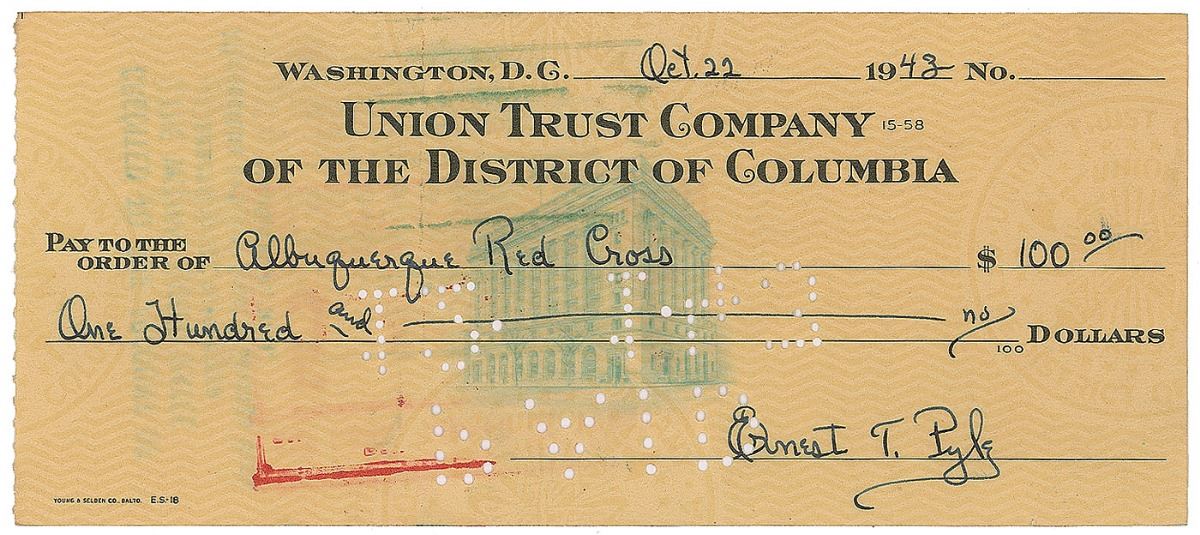 WASHINGTON, D.C. Oct. 22 1943 No.
UNION TRUST COMPANY 15-58
OF THE DISTRICT OF COLUMBIA
PAY TO THE ORDER OF Albuquerque Red Cross $ 100 00
One Hundred and no/100 DOLLARS
Ernest T. Pyle
YOUNG & SELDEN CO., BALTO. E.S.-18